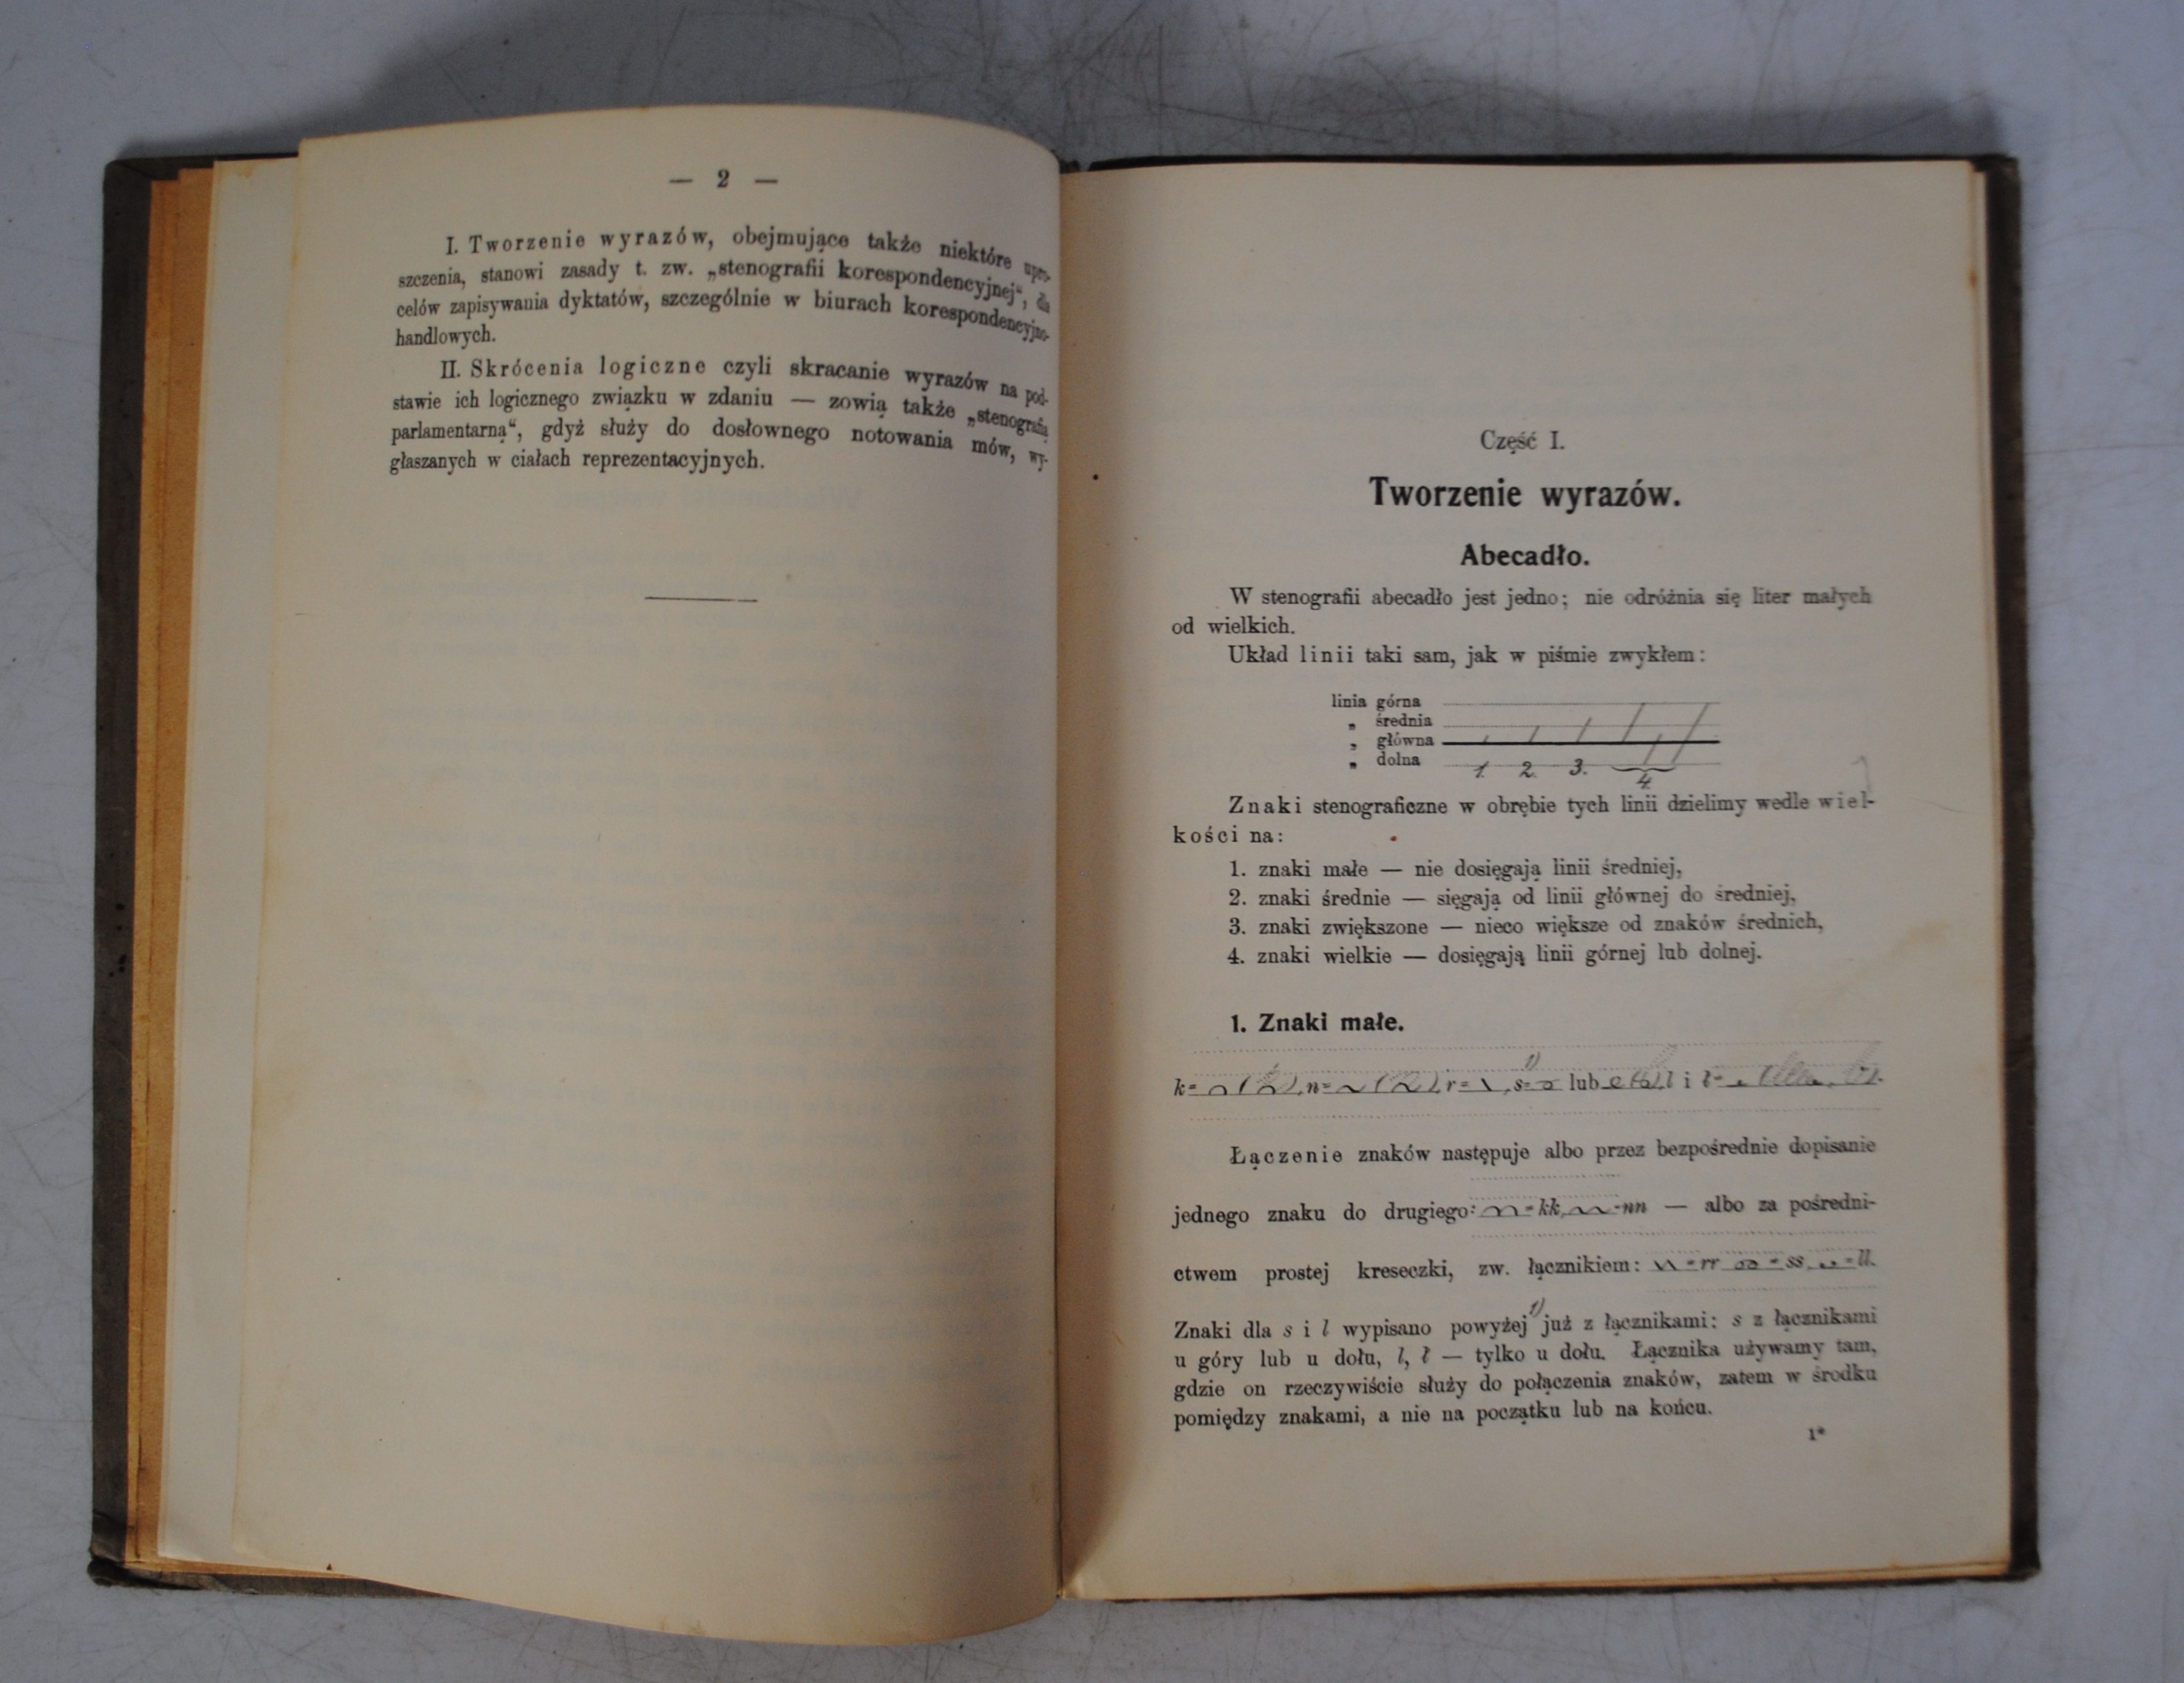 — 2 —
I. Tworzenie wyrazów, obejmujące także niektóre upro-
szczenia, stanowi zasady t. zw. „stenografii korespondencyjnej“, dla
celów zapisywania dyktatów, szczególnie w biurach korespondencyjno-
handlowych.
II. Skrócenia logiczne czyli skracanie wyrazów na pod-
stawie ich logicznego związku w zdaniu — zowią także „stenografią
parlamentarną“, gdyż służy do dosłownego notowania mów, wy-
głaszanych w ciałach reprezentacyjnych.
Część I.
Tworzenie wyrazów.
Abecadło.
W stenografii abecadło jest jedno; nie odróżnia się liter małych
od wielkich.
Układ linii taki sam, jak w piśmie zwykłem:
linia górna
„ średnia
„ główna
„ dolna
1. 2. 3. 4.
Znaki stenograficzne w obrębie tych linii dzielimy wedle wiel-
kości na:
1. znaki małe — nie dosięgają linii średniej,
2. znaki średnie — sięgają od linii głównej do średniej,
3. znaki zwiększone — nieco większe od znaków średnich,
4. znaki wielkie — dosięgają linii górnej lub dolnej.
1. Znaki małe.
k= n= r= , s= 1) lub l i ł=
Łączenie znaków następuje albo przez bezpośrednie dopisanie
jednego znaku do drugiego: =kk, =nn — albo za pośredni-
ctwem prostej kreseczki, zw. łącznikiem: =rr =ss, =ll.
Znaki dla s i l wypisano powyżej 1) już z łącznikami: s z łącznikami
u góry lub u dołu, l, ł — tylko u dołu. Łącznika używamy tam,
gdzie on rzeczywiście służy do połączenia znaków, zatem w środku
pomiędzy znakami, a nie na początku lub na końcu.
1*